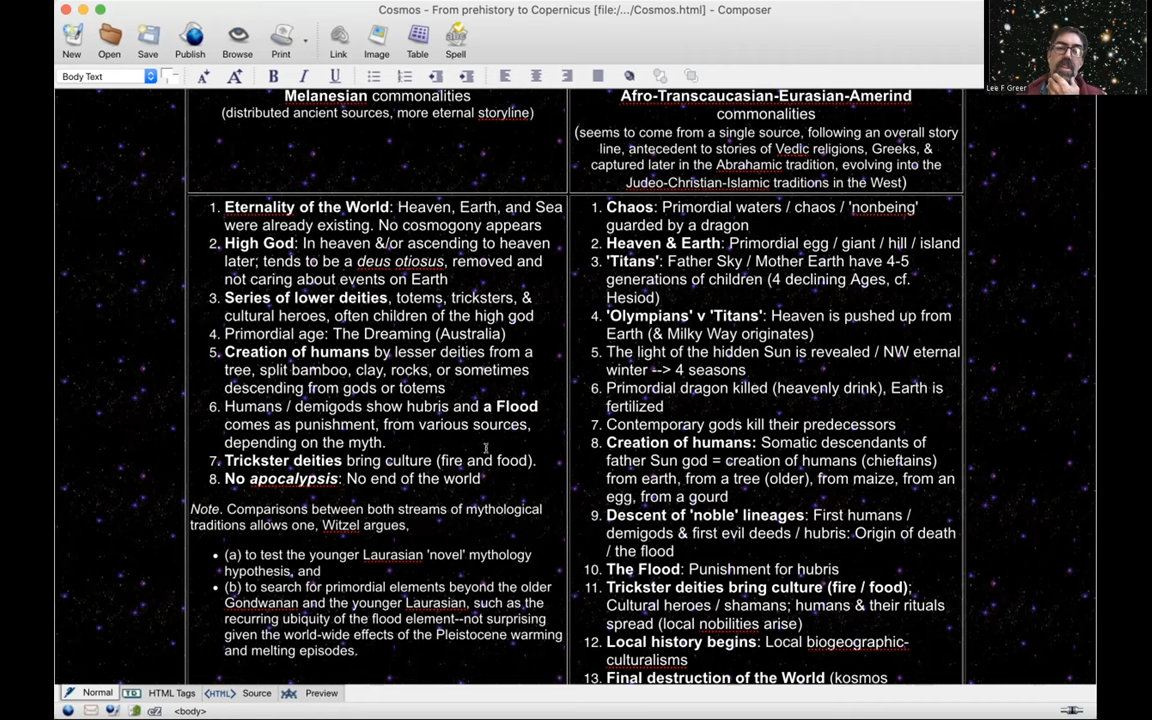 Cosmos - From prehistory to Copernicus [file:/.../Cosmos.html] - Composer
New Open Save Publish Browse Print Link Image Table Spell
Lee F Greer
Body Text
Melanesian commonalities
(distributed ancient sources, more eternal storyline)
1. Eternality of the World: Heaven, Earth, and Sea
were already existing. No cosmogony appears
2. High God: In heaven &/or ascending to heaven
later; tends to be a deus otiosus, removed and
not caring about events on Earth
3. Series of lower deities, totems, tricksters, &
cultural heroes, often children of the high god
4. Primordial age: The Dreaming (Australia)
5. Creation of humans by lesser deities from a
tree, split bamboo, clay, rocks, or sometimes
descending from gods or totems
6. Humans / demigods show hubris and a Flood
comes as punishment, from various sources,
depending on the myth.
7. Trickster deities bring culture (fire and food).
8. No apocalypsis: No end of the world
Note. Comparisons between both streams of mythological
traditions allows one, Witzel argues,
• (a) to test the younger Laurasian 'novel' mythology
hypothesis, and
• (b) to search for primordial elements beyond the older
Gondwanan and the younger Laurasian, such as the
recurring ubiquity of the flood element--not surprising
given the world-wide effects of the Pleistocene warming
and melting episodes.
Afro-Transcaucasian-Eurasian-Amerind
commonalities
(seems to come from a single source, following an overall story
line, antecedent to stories of Vedic religions, Greeks, &
captured later in the Abrahamic tradition, evolving into the
Judeo-Christian-Islamic traditions in the West)
1. Chaos: Primordial waters / chaos / 'nonbeing'
guarded by a dragon
2. Heaven & Earth: Primordial egg / giant / hill / island
3. 'Titans': Father Sky / Mother Earth have 4-5
generations of children (4 declining Ages, cf.
Hesiod)
4. 'Olympians' v 'Titans': Heaven is pushed up from
Earth (& Milky Way originates)
5. The light of the hidden Sun is revealed / NW eternal
winter --> 4 seasons
6. Primordial dragon killed (heavenly drink), Earth is
fertilized
7. Contemporary gods kill their predecessors
8. Creation of humans: Somatic descendants of
father Sun god = creation of humans (chieftains)
from earth, from a tree (older), from maize, from an
egg, from a gourd
9. Descent of 'noble' lineages: First humans /
demigods & first evil deeds / hubris: Origin of death
/ the flood
10. The Flood: Punishment for hubris
11. Trickster deities bring culture (fire / food);
Cultural heroes / shamans; humans & their rituals
spread (local nobilities arise)
12. Local history begins: Local biogeographic-
culturalisms
13. Final destruction of the World (kosmos
Normal TD HTML Tags <HTML> Source Preview
<body>